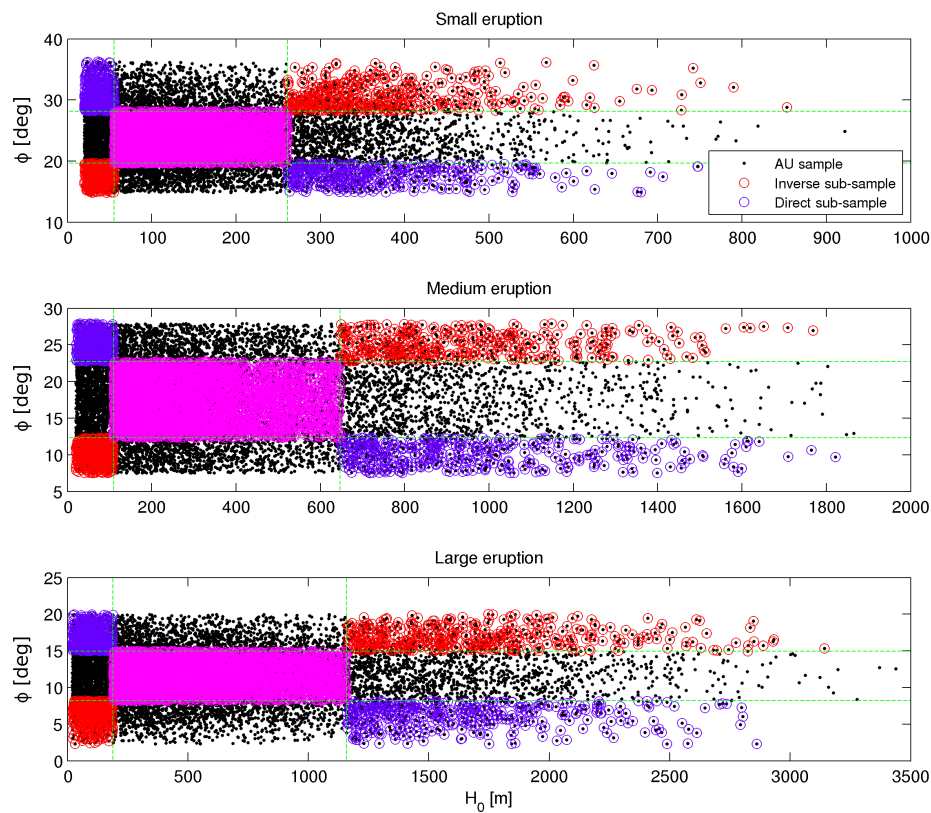 Small eruption
40
30
20
10
ϕ [deg]
AU sample
Inverse sub-sample
Direct sub-sample
0 100 200 300 400 500 600 700 800 900 1000
Medium eruption
30
25
20
15
10
5
ϕ [deg]
0 200 400 600 800 1000 1200 1400 1600 1800 2000
Large eruption
25
20
15
10
5
0
ϕ [deg]
0 500 1000 1500 2000 2500 3000 3500
H0 [m]